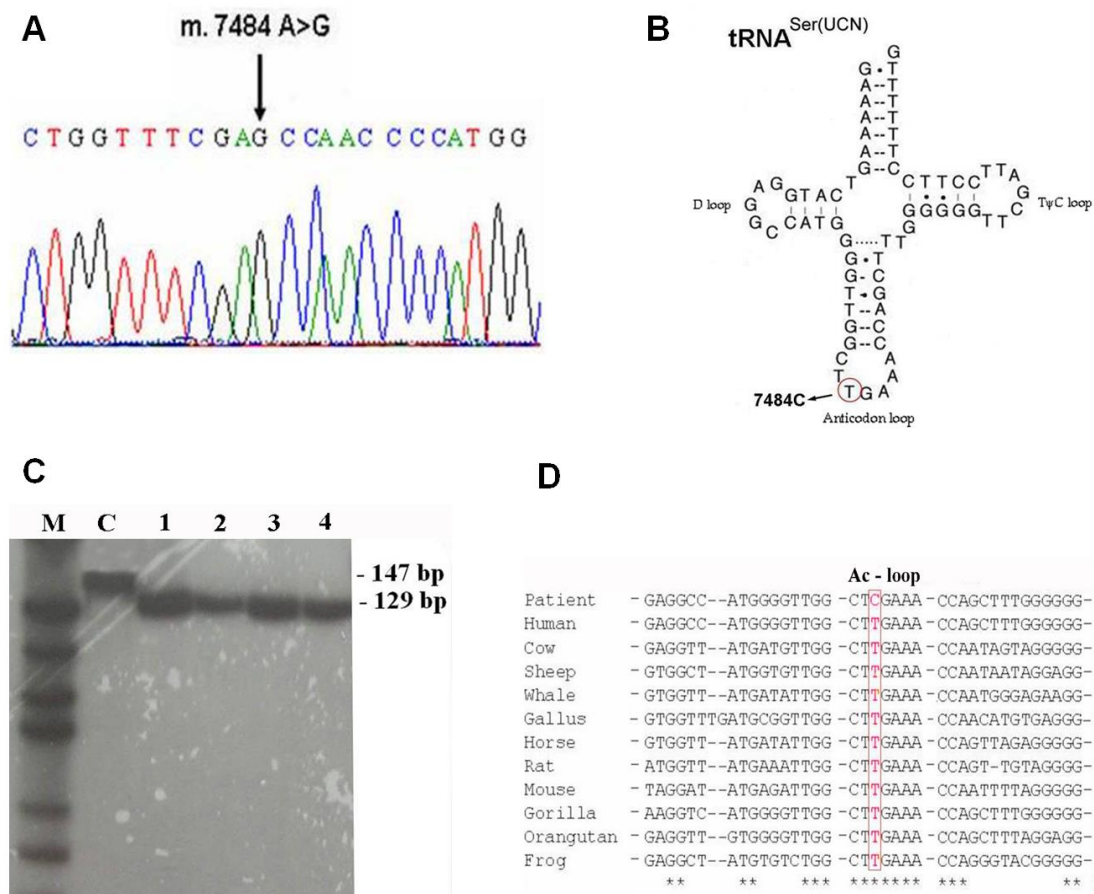 A
m. 7484 A>G
C T G G T T T C G A G C C A A C C C C A T G G
B
tRNA Ser(UCN)
D loop
TψC loop
7484C
Anticodon loop
C
M C 1 2 3 4
- 147 bp
- 129 bp
D
Ac - loop
Patient - GAGGCC--ATGGGGTTGG -CTCGAAA -CCAGCTTTGGGGGG-
Human - GAGGCC--ATGGGGTTGG -CTTGAAA -CCAGCTTTGGGGGG-
Cow - GAGGTT--ATGATGTTGG -CTTGAAA -CCAATAGTAGGGGG-
Sheep - GTGGCT--ATGGTGTTGG -CTTGAAA -CCAATAATAGGAGG-
Whale - GTGGTT--ATGATATTGG -CTTGAAA -CCAATGGGAGAAGG-
Gallus - GTGGTTTGATGCGGTTGG -CTTGAAA -CCAACATGTGAGGG-
Horse - GTGGTT--ATGATATTGG -CTTGAAA -CCAGTTAGAGGGGG-
Rat - ATGGTT--ATGAAATTGG -CTTGAAA -CCAGT-TGTAGGGG-
Mouse - TAGGAT--ATGAGATTGG -CTTGAAA -CCAATTTTAGGGGG-
Gorilla - AAGGTC--ATGGGGTTGG -CTTGAAA -CCAGCTTTGGGGGG-
Orangutan - GAGGTT--GTGGGGTTGG -CTTGAAA -CCAGCTTTAGGAGG-
Frog - GAGGCT--ATGTGTCTGG -CTTGAAA -CCAGGGTACGGGGG-
** ** *** ******* *** **